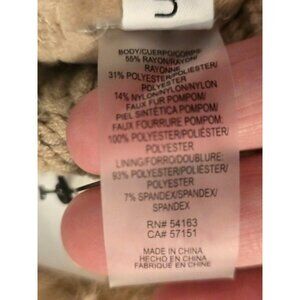 BODY/CUERPO/CORPS:
55% RAYON/RAYON/
RAYONNE
31% POLYESTER/POLIÉSTER/
POLYESTER
14% NYLON/NYLON/NYLON
FAUX FUR POMPOM/
PIEL SINTÉTICA POMPOM/
FAUX FOURRURE POMPOM:
100% POLYESTER/POLIÉSTER/
POLYESTER
LINING/FORRO/DOUBLURE:
93% POLYESTER/POLIÉSTER/
POLYESTER
7% SPANDEX/SPANDEX/
SPANDEX
RN# 54163
CA# 57151
MADE IN CHINA
HECHO EN CHINA
FABRIQUÉ EN CHINE